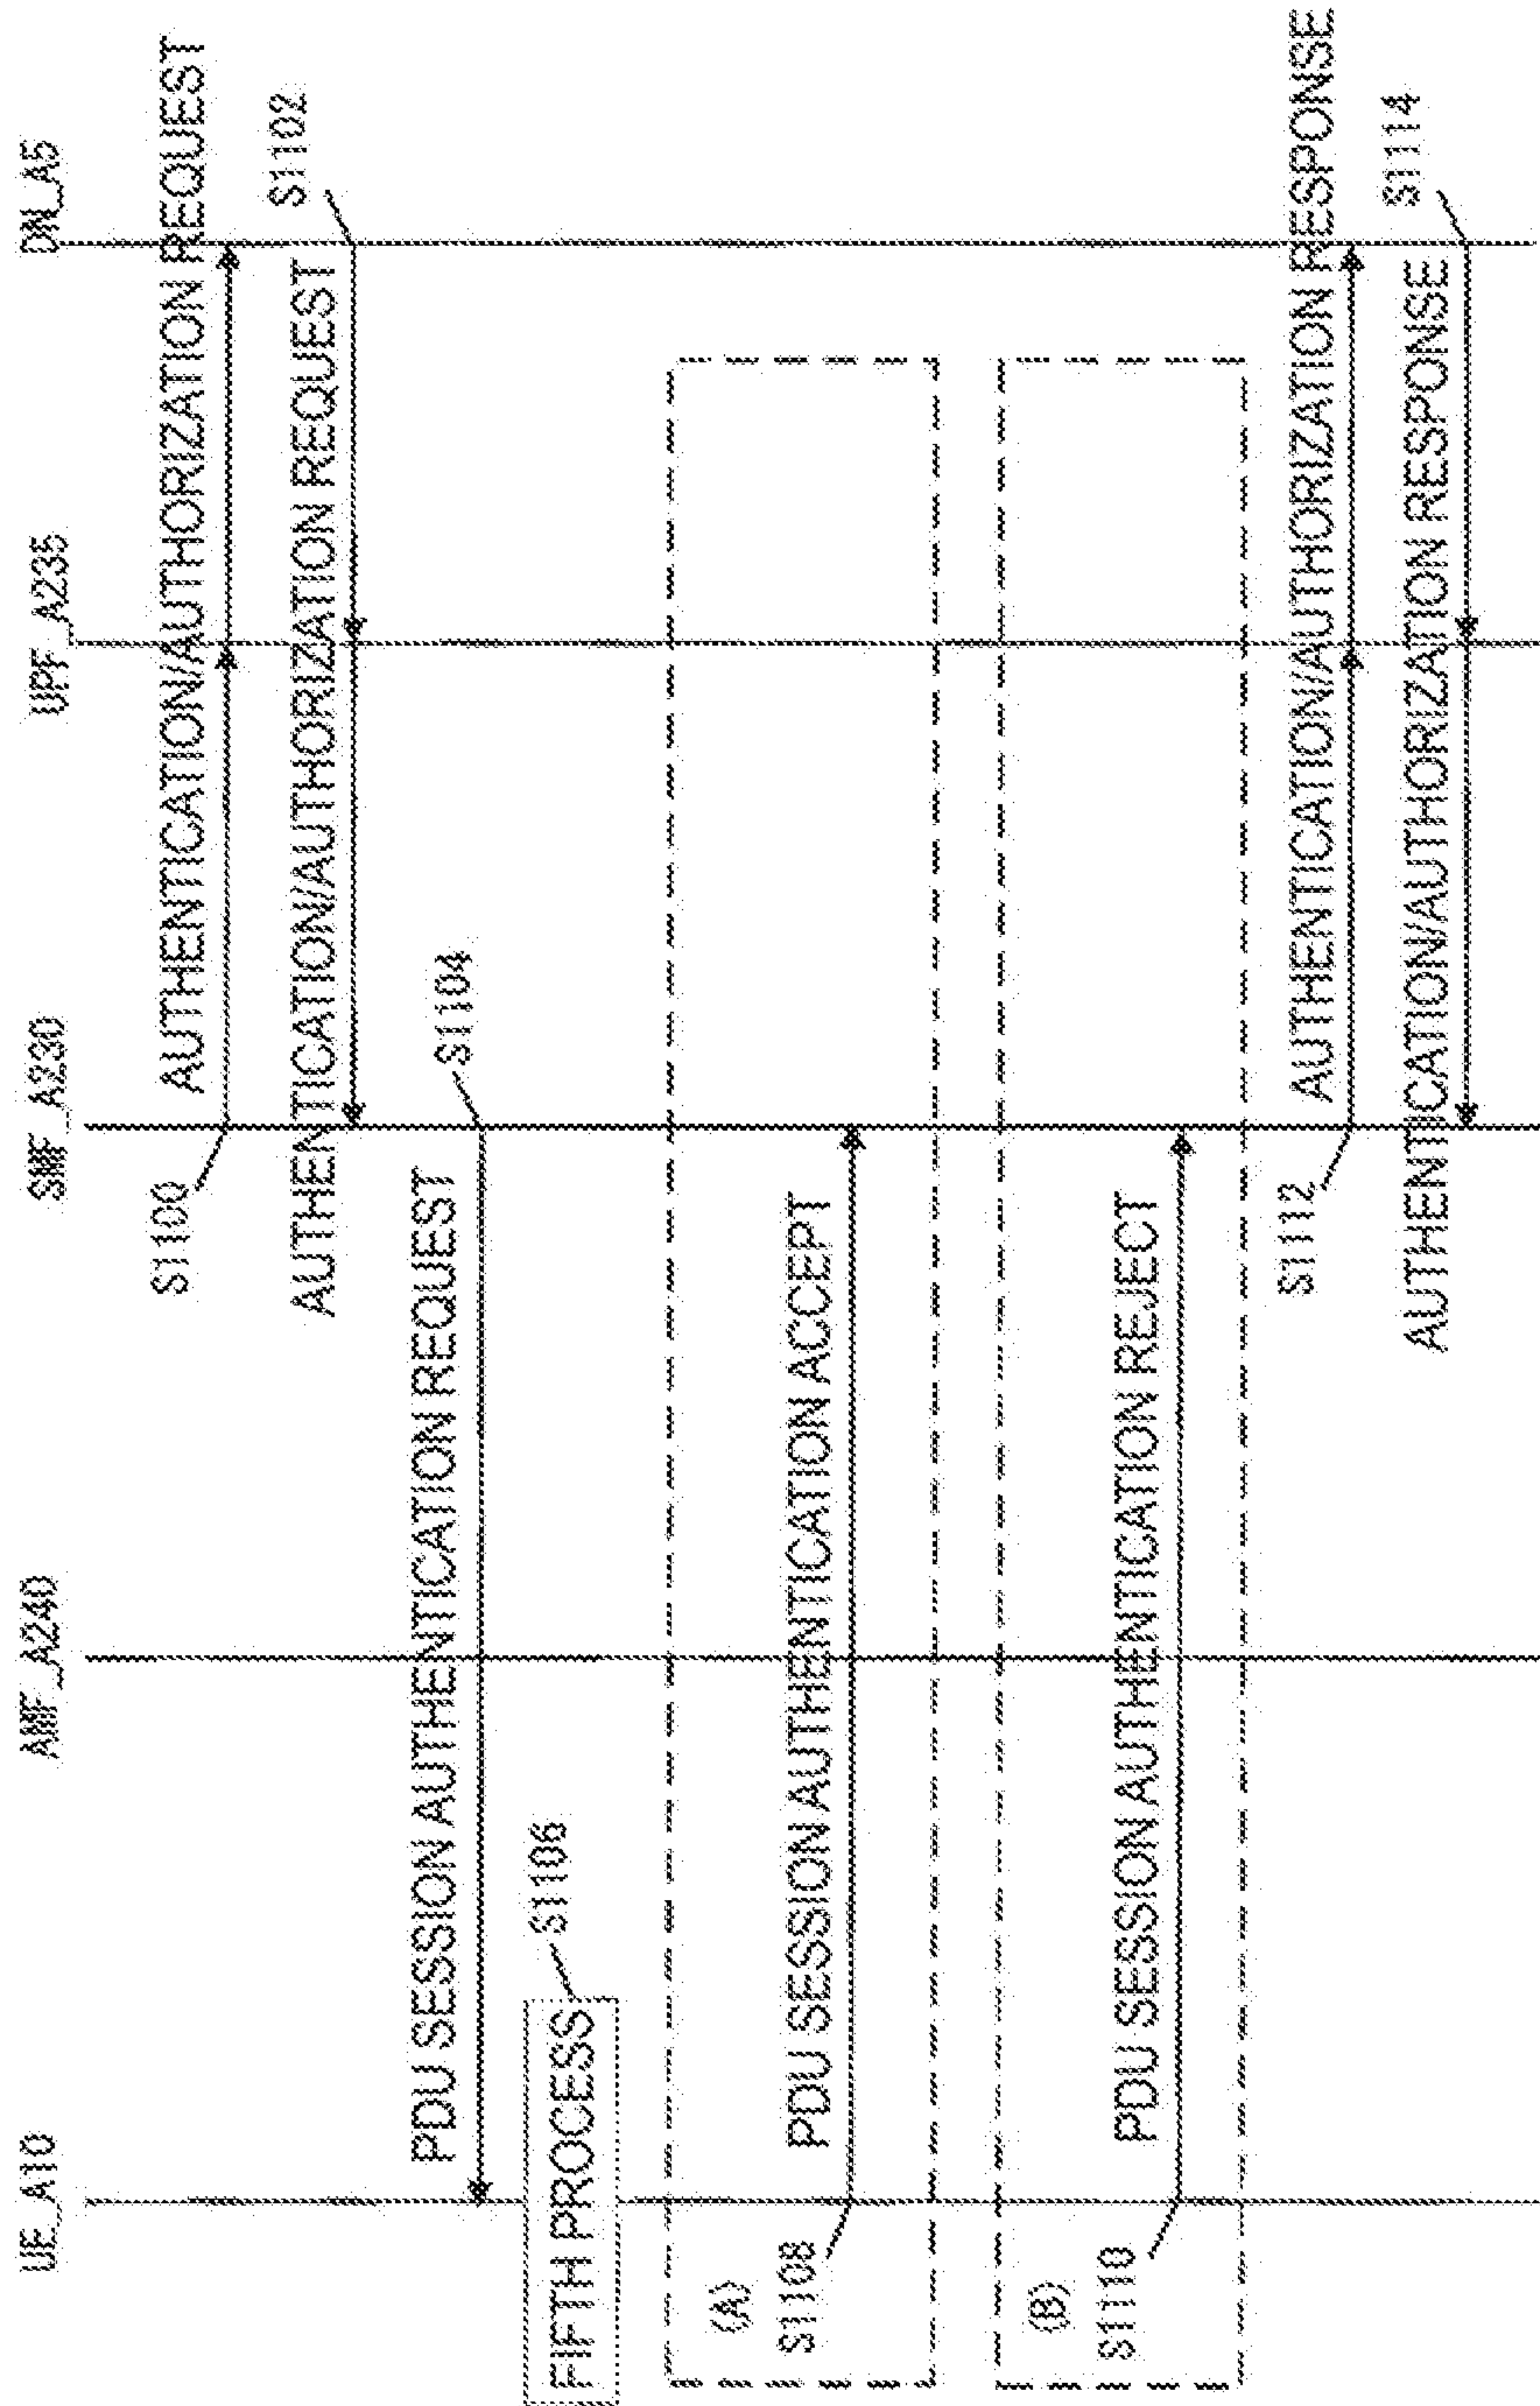 UE_A10
AMF_A240
SMF_A230
UPF_A235
DN_A5
S1100
AUTHENTICATION/AUTHORIZATION REQUEST
AUTHENTICATION/AUTHORIZATION REQUEST
S1102
PDU SESSION AUTHENTICATION REQUEST
S1104
FIFTH PROCESS
S1106
(A)
S1108
PDU SESSION AUTHENTICATION ACCEPT
(B)
S1110
PDU SESSION AUTHENTICATION REJECT
S1112
AUTHENTICATION/AUTHORIZATION RESPONSE
AUTHENTICATION/AUTHORIZATION RESPONSE
S1114